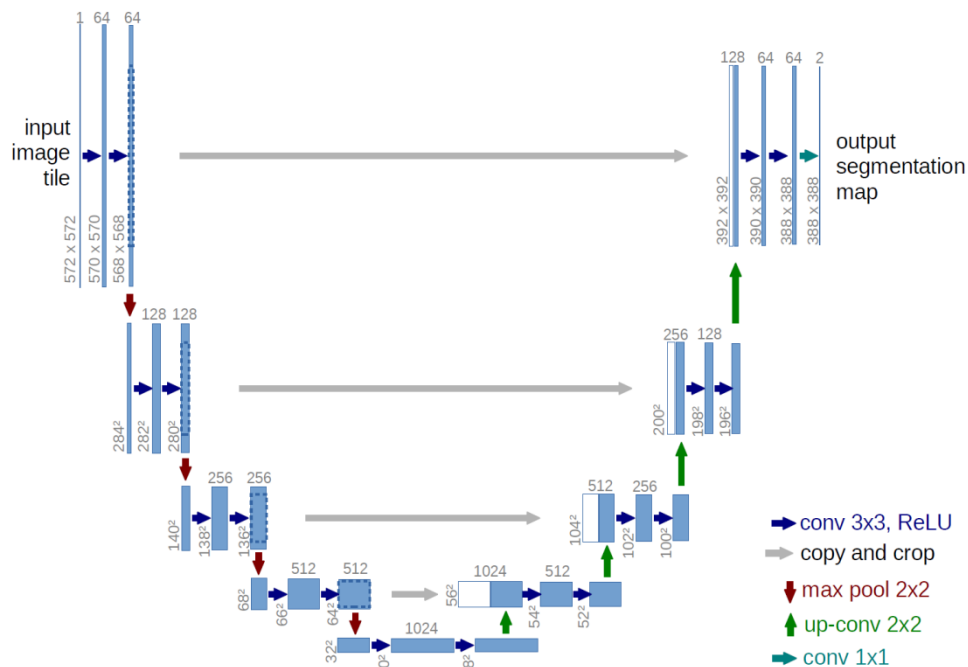 1
64
64
input
image
tile
572 x 572
570 x 570
568 x 568
128
64
64
2
output
segmentation
map
392 x 392
390 x 390
388 x 388
388 x 388
128
128
284²
282²
280²
256
128
200²
198²
196²
256
256
140²
138²
136²
512
256
104²
102²
100²
512
512
68²
66²
64²
1024
512
56²
54²
52²
1024
32²
conv 3x3, ReLU
copy and crop
max pool 2x2
up-conv 2x2
conv 1x1